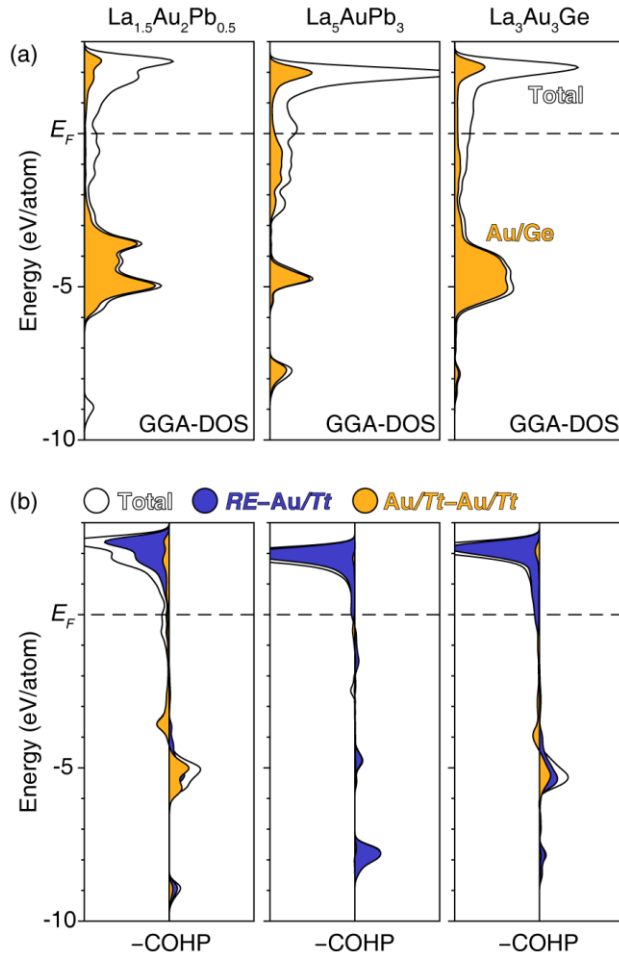 La1.5Au2Pb0.5 La5AuPb3 La3Au3Ge
(a)
Total
EF
Au/Ge
-5
Energy (eV/atom)
-10
GGA-DOS GGA-DOS GGA-DOS
(b) Total RE–Au/Tt Au/Tt–Au/Tt
EF
-5
Energy (eV/atom)
-10
–COHP –COHP –COHP